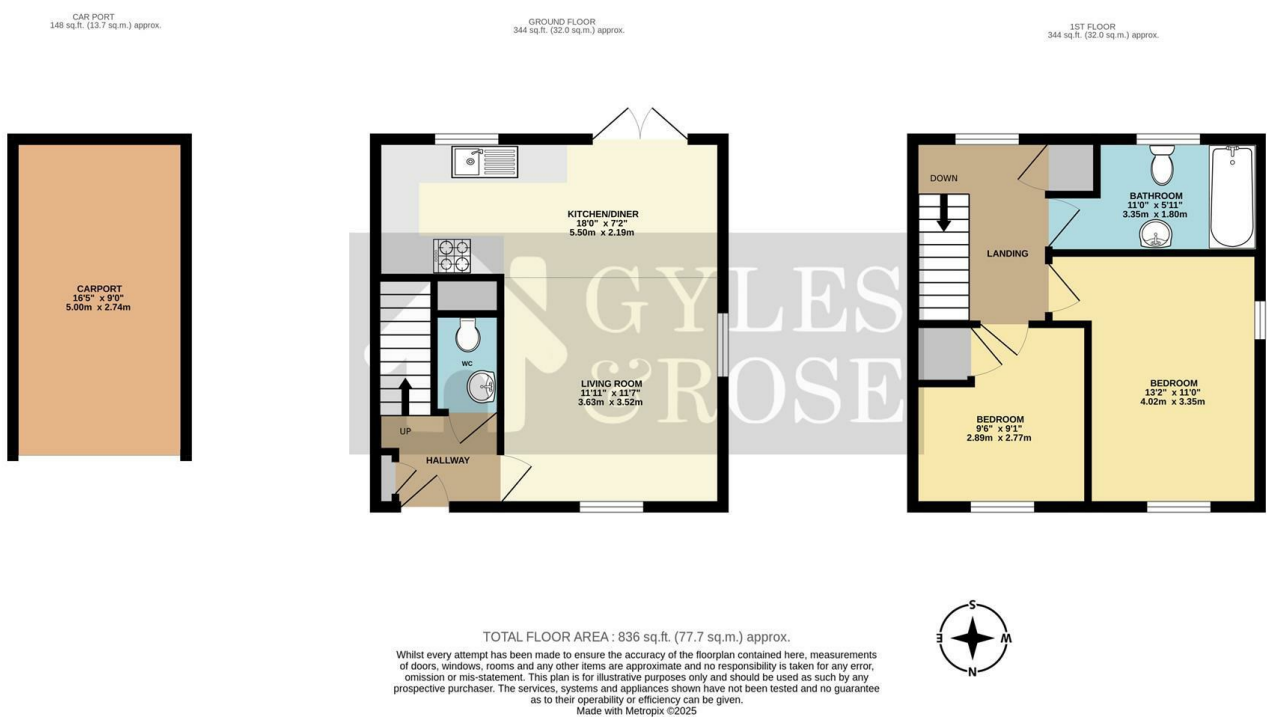 CAR PORT
148 sq.ft. (13.7 sq.m.) approx.
GROUND FLOOR
344 sq.ft. (32.0 sq.m.) approx.
1ST FLOOR
344 sq.ft. (32.0 sq.m.) approx.
CARPORT
16'5" x 9'0"
5.00m x 2.74m
KITCHEN/DINER
18'0" x 7'2"
5.50m x 2.19m
WC
LIVING ROOM
11'11" x 11'7"
3.63m x 3.52m
UP
HALLWAY
GYLES
&ROSE
DOWN
LANDING
BATHROOM
11'0" x 5'11"
3.35m x 1.80m
BEDROOM
13'2" x 11'0"
4.02m x 3.35m
BEDROOM
9'6" x 9'1"
2.89m x 2.77m
S
E
W
N
TOTAL FLOOR AREA : 836 sq.ft. (77.7 sq.m.) approx.
Whilst every attempt has been made to ensure the accuracy of the floorplan contained here, measurements
of doors, windows, rooms and any other items are approximate and no responsibility is taken for any error,
omission or mis-statement. This plan is for illustrative purposes only and should be used as such by any
prospective purchaser. The services, systems and appliances shown have not been tested and no guarantee
as to their operability or efficiency can be given.
Made with Metropix ©2025